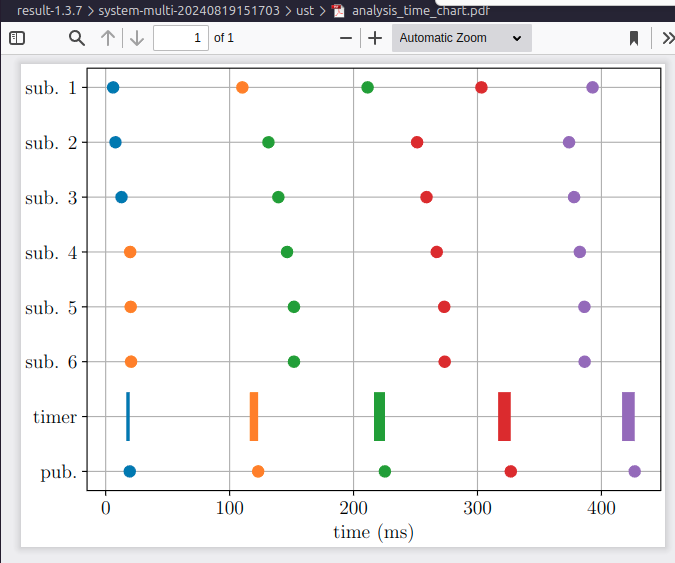 result-1.3.7 > system-multi-20240819151703 > ust > analysis_time_chart.pdf
1 of 1 Automatic Zoom
sub. 1
sub. 2
sub. 3
sub. 4
sub. 5
sub. 6
timer
pub.
0 100 200 300 400
time (ms)